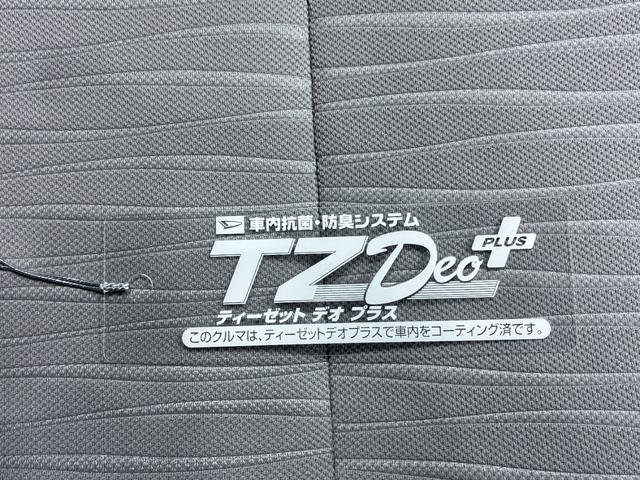 車内抗菌・防臭システム
TZ Deo PLUS
ティーゼット デオ プラス
このクルマは、ティーゼットデオプラスで車内をコーティング済です。